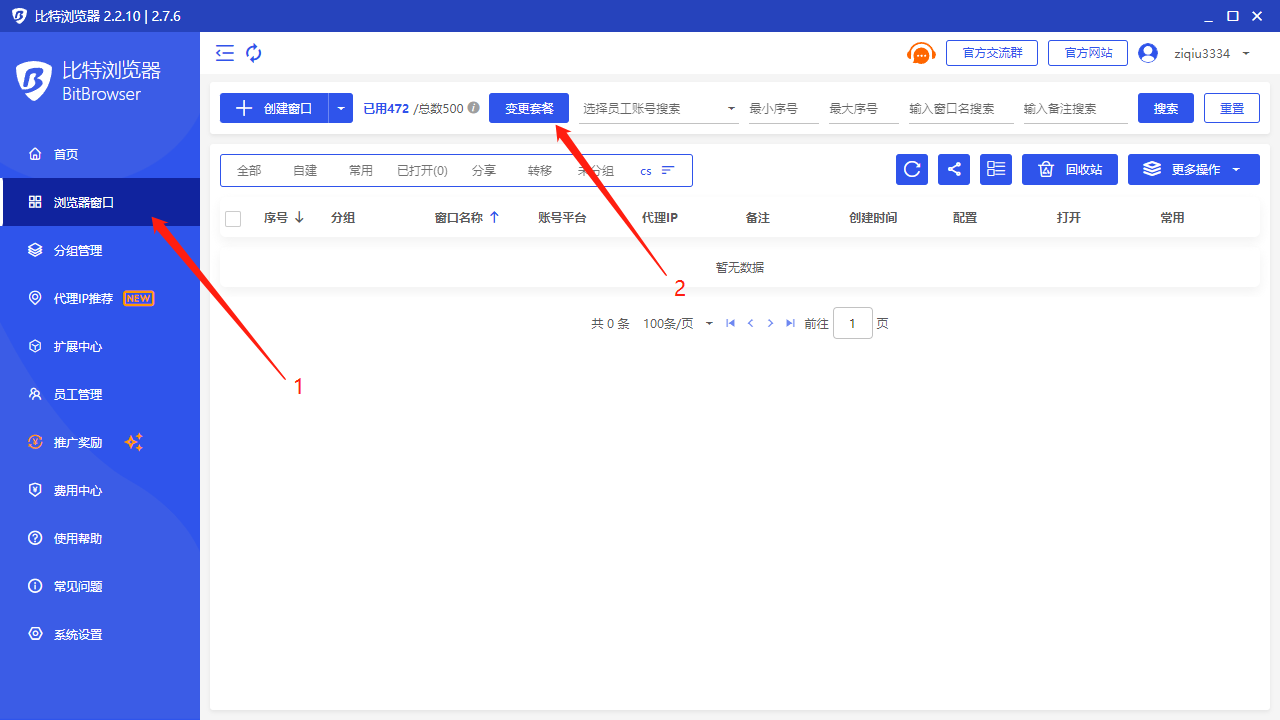 比特浏览器 2.2.10 | 2.7.6
比特浏览器
BitBrowser
官方交流群 官方网站 ziqiu3334
首页
浏览器窗口
分组管理
代理IP推荐 NEW
扩展中心
员工管理
推广奖励
费用中心
使用帮助
常见问题
系统设置
创建窗口 已用472 /总数500 变更套餐 选择员工账号搜索 最小序号 最大序号 输入窗口名搜索 输入备注搜索 搜索 重置
全部 自建 常用 已打开(0) 分享 转移 未分组 cs 回收站 更多操作
序号 分组 窗口名称 账号平台 代理IP 备注 创建时间 配置 打开 常用
暂无数据
共 0 条 100条/页 前往 1 页
1
2